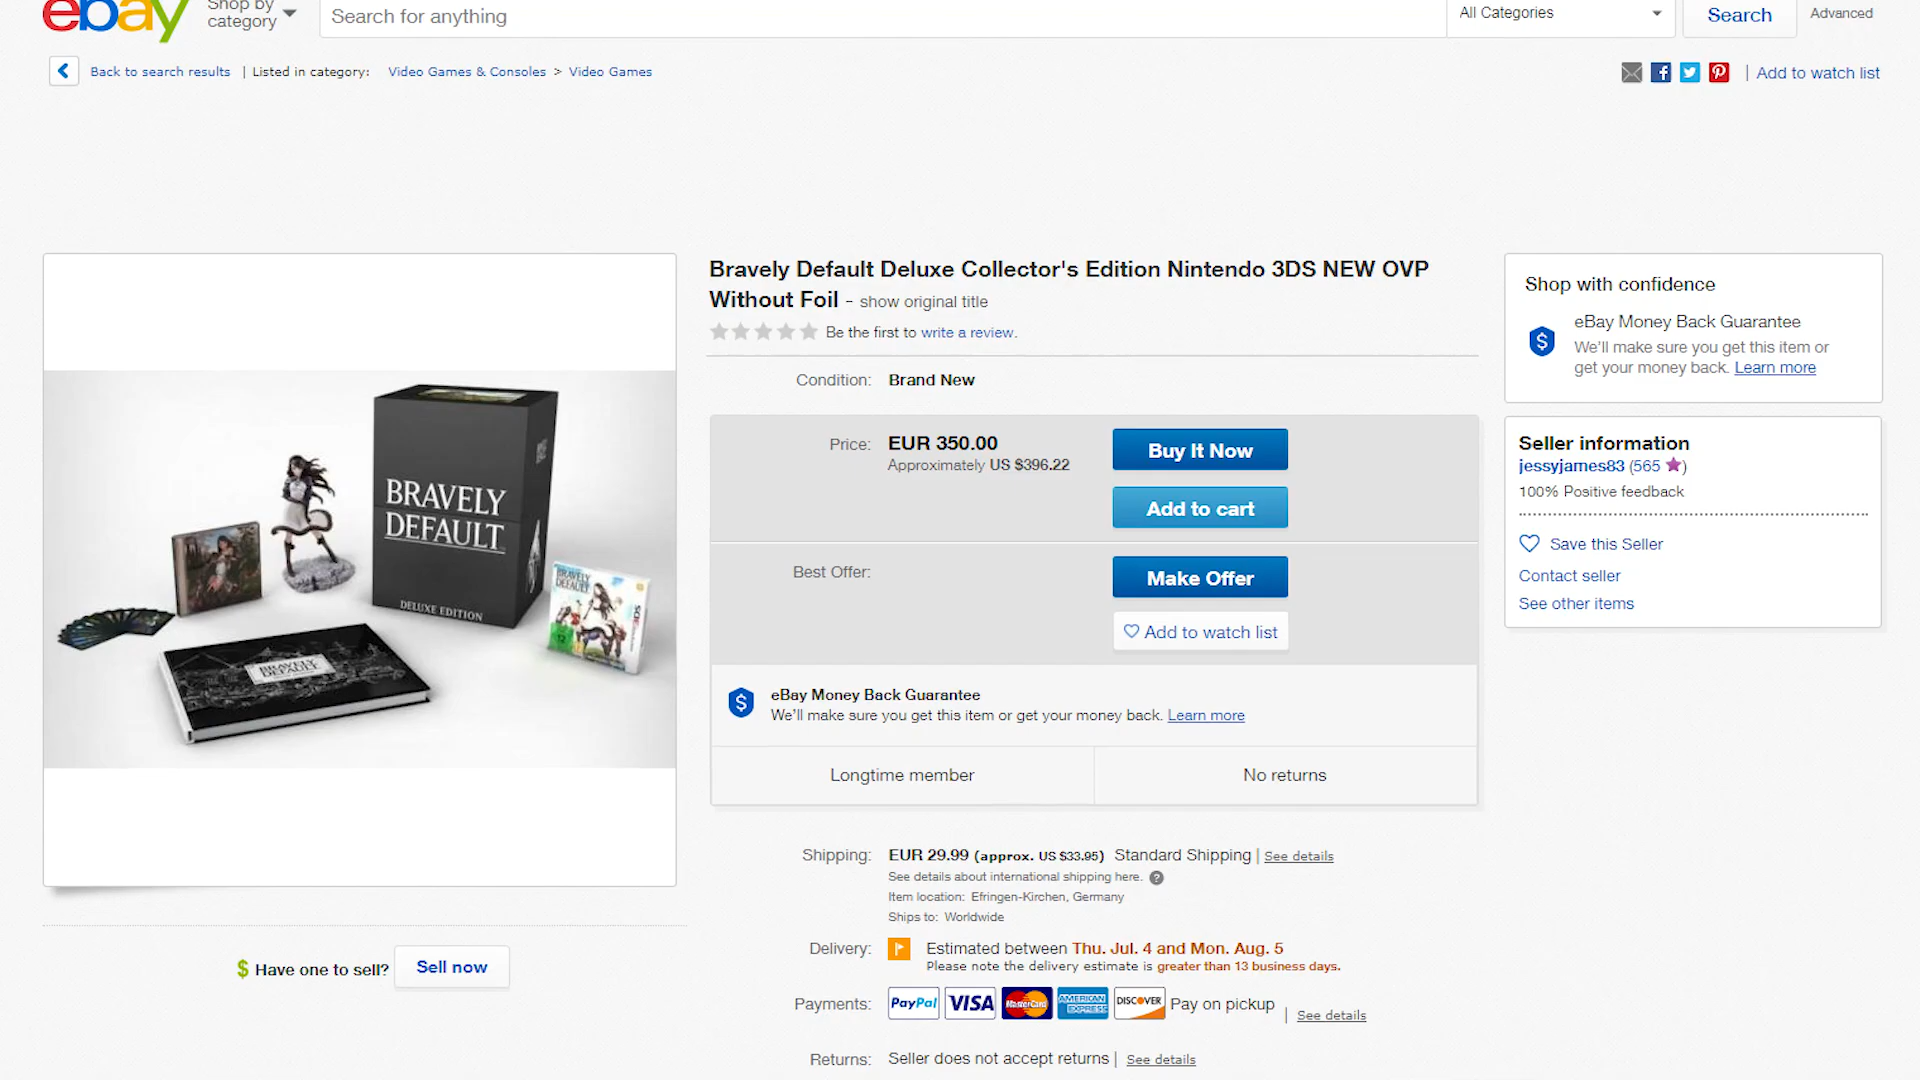 ebay
Shop by
category
Search for anything
All Categories
Search
Advanced
Back to search results | Listed in category: Video Games & Consoles > Video Games
| Add to watch list
Bravely Default Deluxe Collector's Edition Nintendo 3DS NEW OVP
Without Foil - show original title
Be the first to write a review.
Condition: Brand New
Price: EUR 350.00
Approximately US $396.22
Buy It Now
Add to cart
Best Offer:
Make Offer
Add to watch list
eBay Money Back Guarantee
We'll make sure you get this item or get your money back. Learn more
Longtime member
No returns
Shipping: EUR 29.99 (approx. US $33.95) Standard Shipping | See details
See details about international shipping here. ?
Item location: Efringen-Kirchen, Germany
Ships to: Worldwide
Delivery: Estimated between Thu. Jul. 4 and Mon. Aug. 5
Please note the delivery estimate is greater than 13 business days.
Payments: PayPal VISA MasterCard AMERICAN EXPRESS DISCOVER Pay on pickup | See details
Returns: Seller does not accept returns | See details
Shop with confidence
eBay Money Back Guarantee
We'll make sure you get this item or
get your money back. Learn more
Seller information
jessyjames83 (565)
100% Positive feedback
Save this Seller
Contact seller
See other items
BRAVELY
DEFAULT
DELUXE EDITION
BRAVELY
DEFAULT
BRAVELY
DEFAULT
12
$ Have one to sell? Sell now